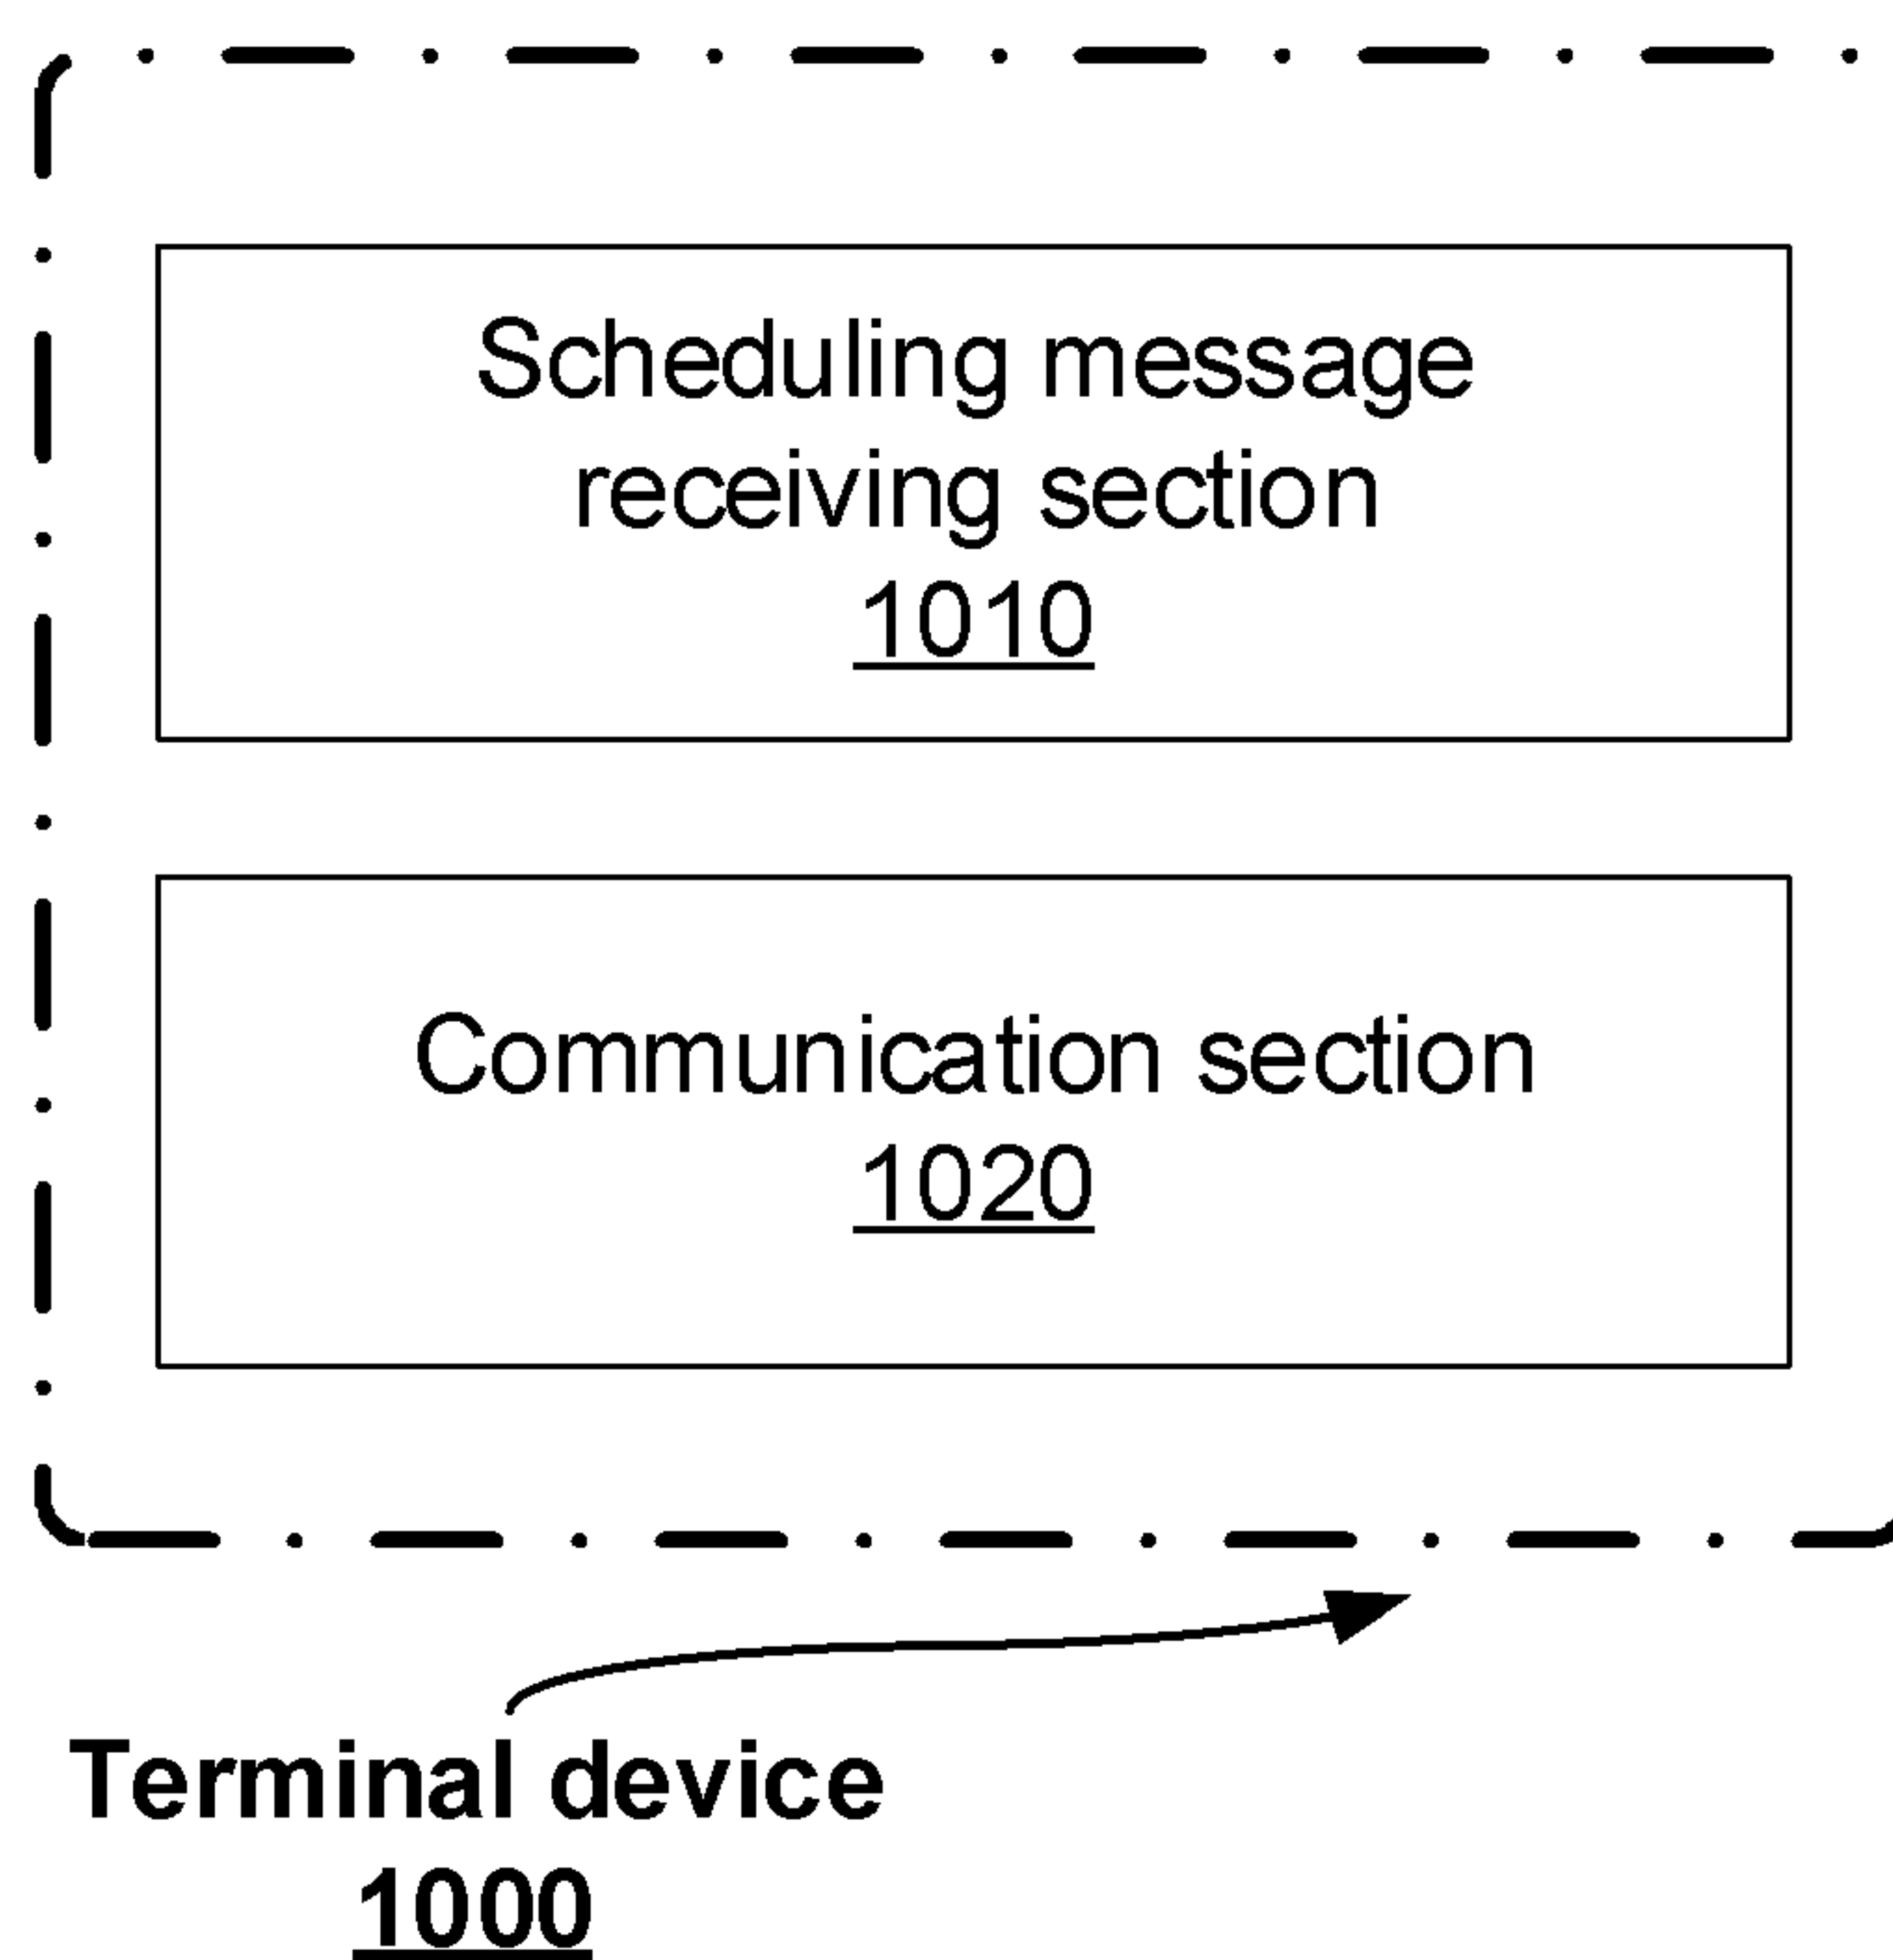 Scheduling message
receiving section
1010
Communication section
1020
Terminal device
1000